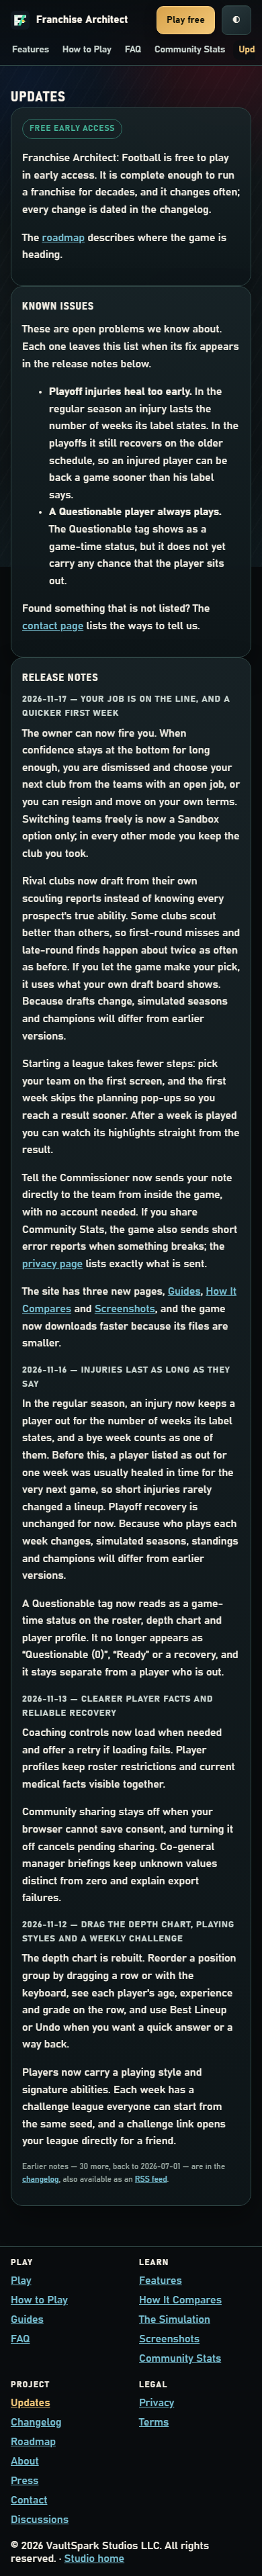 Franchise Architect
Play free
Features How to Play FAQ Community Stats Upd
UPDATES
FREE EARLY ACCESS
Franchise Architect: Football is free to play
in early access. It is complete enough to run
a franchise for decades, and it changes often;
every change is dated in the changelog.
The roadmap describes where the game is
heading.
KNOWN ISSUES
These are open problems we know about.
Each one leaves this list when its fix appears
in the release notes below.
• Playoff injuries heal too early. In the
regular season an injury lasts the
number of weeks its label states. In the
playoffs it still recovers on the older
schedule, so an injured player can be
back a game sooner than his label
says.
• A Questionable player always plays.
The Questionable tag shows as a
game-time status, but it does not yet
carry any chance that the player sits
out.
Found something that is not listed? The
contact page lists the ways to tell us.
RELEASE NOTES
2026-11-17 — YOUR JOB IS ON THE LINE, AND A
QUICKER FIRST WEEK
The owner can now fire you. When
confidence stays at the bottom for long
enough, you are dismissed and choose your
next club from the teams with an open job, or
you can resign and move on your own terms.
Switching teams freely is now a Sandbox
option only; in every other mode you keep the
club you took.
Rival clubs now draft from their own
scouting reports instead of knowing every
prospect's true ability. Some clubs scout
better than others, so first-round misses and
late-round finds happen about twice as often
as before. If you let the game make your pick,
it uses what your own draft board shows.
Because drafts change, simulated seasons
and champions will differ from earlier
versions.
Starting a league takes fewer steps: pick
your team on the first screen, and the first
week skips the planning pop-ups so you
reach a result sooner. After a week is played
you can watch its highlights straight from the
result.
Tell the Commissioner now sends your note
directly to the team from inside the game,
with no account needed. If you share
Community Stats, the game also sends short
error reports when something breaks; the
privacy page lists exactly what is sent.
The site has three new pages, Guides, How It
Compares and Screenshots, and the game
now downloads faster because its files are
smaller.
2026-11-16 — INJURIES LAST AS LONG AS THEY
SAY
In the regular season, an injury now keeps a
player out for the number of weeks its label
states, and a bye week counts as one of
them. Before this, a player listed as out for
one week was usually healed in time for the
very next game, so short injuries rarely
changed a lineup. Playoff recovery is
unchanged for now. Because who plays each
week changes, simulated seasons, standings
and champions will differ from earlier
versions.
A Questionable tag now reads as a game-
time status on the roster, depth chart and
player profile. It no longer appears as
“Questionable (0)”, “Ready” or a recovery, and
it stays separate from a player who is out.
2026-11-13 — CLEARER PLAYER FACTS AND
RELIABLE RECOVERY
Coaching controls now load when needed
and offer a retry if loading fails. Player
profiles keep roster restrictions and current
medical facts visible together.
Community sharing stays off when your
browser cannot save consent, and turning it
off cancels pending sharing. Co-general
manager briefings keep unknown values
distinct from zero and explain export
failures.
2026-11-12 — DRAG THE DEPTH CHART, PLAYING
STYLES AND A WEEKLY CHALLENGE
The depth chart is rebuilt. Reorder a position
group by dragging a row or with the
keyboard, see each player's age, experience
and grade on the row, and use Best Lineup
or Undo when you want a quick answer or a
way back.
Players now carry a playing style and
signature abilities. Each week has a
challenge league everyone can start from
the same seed, and a challenge link opens
your league directly for a friend.
Earlier notes — 30 more, back to 2026-07-01 — are in the
changelog, also available as an RSS feed.
PLAY
Play
How to Play
Guides
FAQ
LEARN
Features
How It Compares
The Simulation
Screenshots
Community Stats
PROJECT
Updates
Changelog
Roadmap
About
Press
Contact
Discussions
LEGAL
Privacy
Terms
© 2026 VaultSpark Studios LLC. All rights
reserved. · Studio home